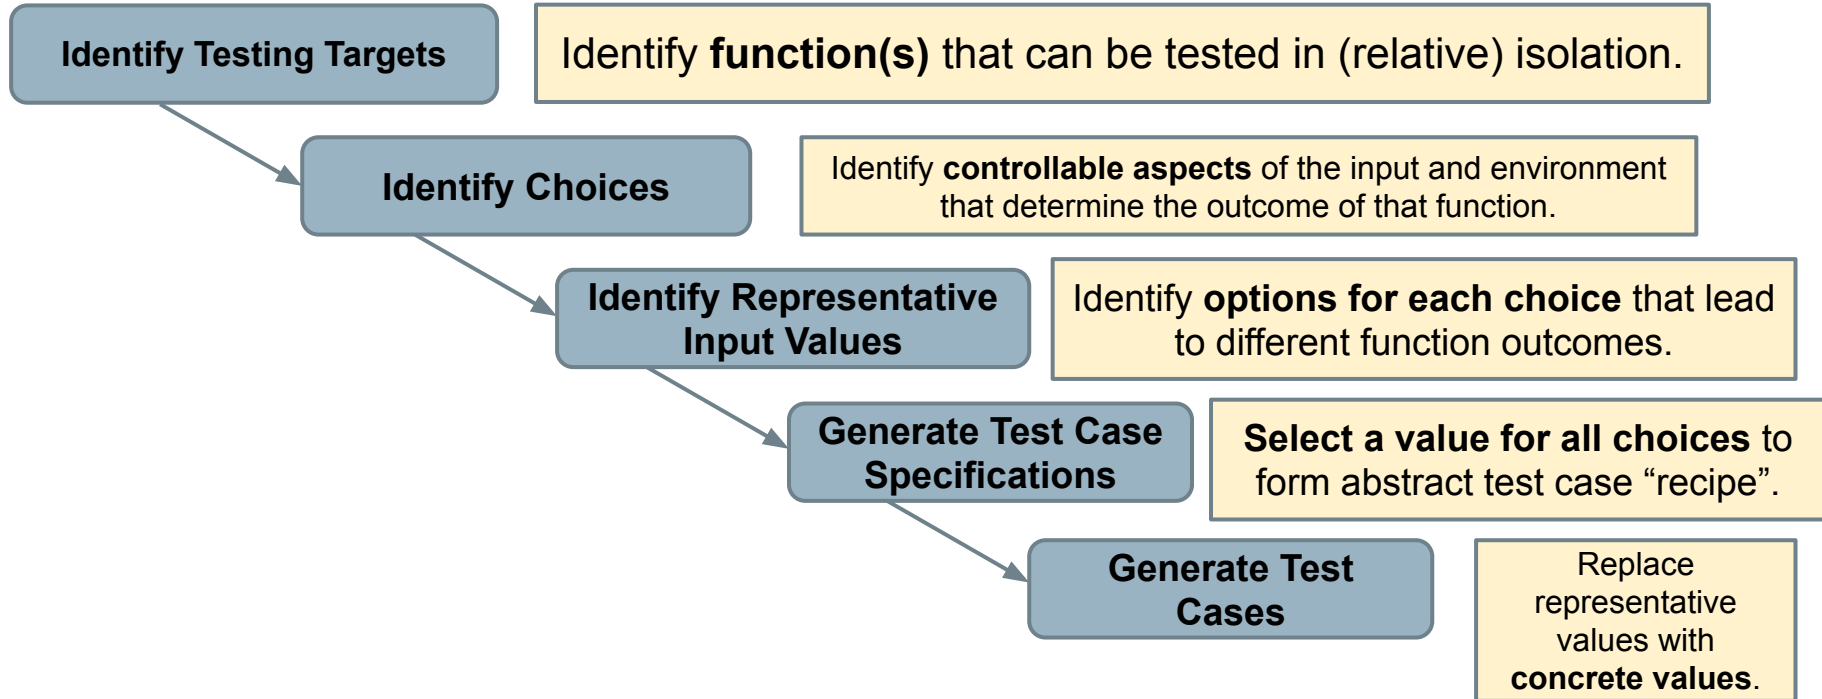 Identify Testing Targets
Identify function(s) that can be tested in (relative) isolation.
Identify Choices
Identify controllable aspects of the input and environment
that determine the outcome of that function.
Identify Representative
Input Values
Identify options for each choice that lead
to different function outcomes.
Generate Test Case
Specifications
Select a value for all choices to
form abstract test case “recipe”.
Generate Test
Cases
Replace
representative
values with
concrete values.